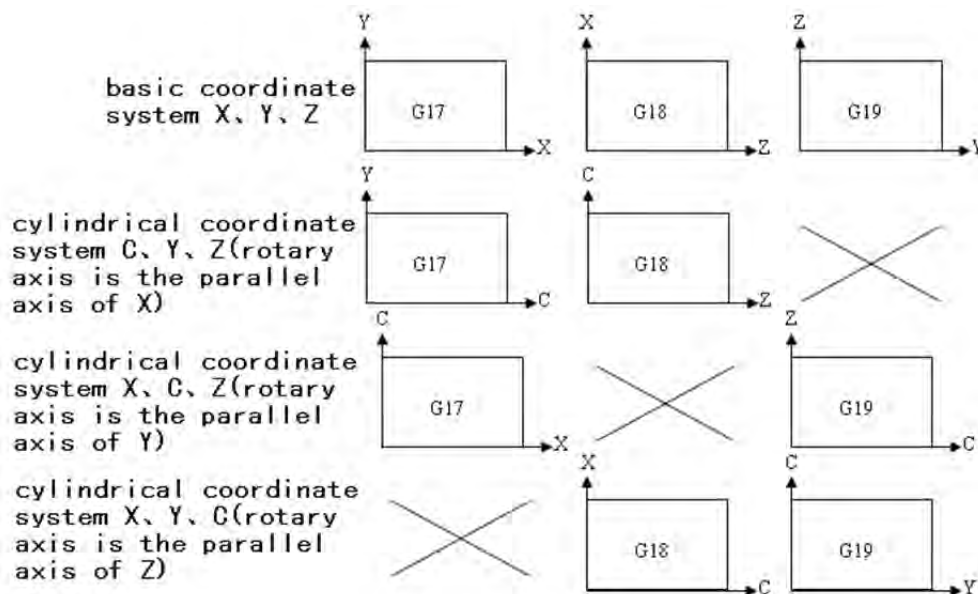 Y
X
Z
basic coordinate
system X、Y、Z
G17
G18
G19
X
Z
Y
Y
C
cylindrical coordinate
system C、Y、Z(rotary
axis is the parallel
axis of X)
G17
G18
C
Z
C
Z
cylindrical coordinate
system X、C、Z(rotary
axis is the parallel
axis of Y)
G17
G19
X
C
X
C
cylindrical coordinate
system X、Y、C(rotary
axis is the parallel
axis of Z)
G18
G19
C
Y